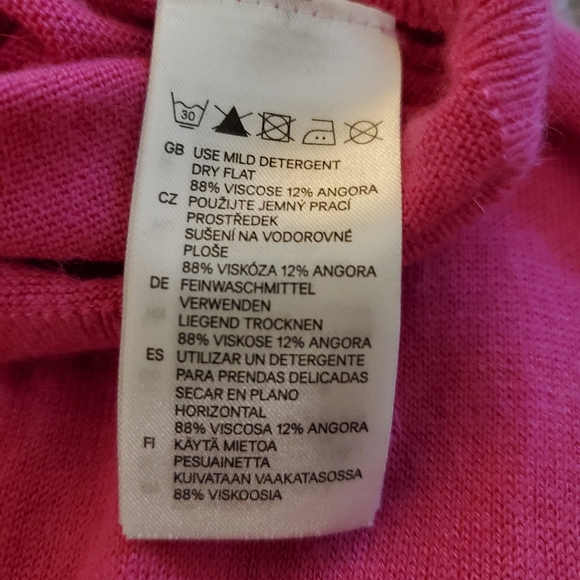 30
GB USE MILD DETERGENT
DRY FLAT
88% VISCOSE 12% ANGORA
CZ POUŽIJTE JEMNÝ PRACÍ
PROSTŘEDEK
SUŠENÍ NA VODOROVNÉ
PLOŠE
88% VISKÓZA 12% ANGORA
DE FEINWASCHMITTEL
VERWENDEN
LIEGEND TROCKNEN
88% VISKOSE 12% ANGORA
ES UTILIZAR UN DETERGENTE
PARA PRENDAS DELICADAS
SECAR EN PLANO
HORIZONTAL
88% VISCOSA 12% ANGORA
FI KÄYTÄ MIETOA
PESUAINETTA
KUIVATAAN VAAKATASOSSA
88% VISKOOSIA